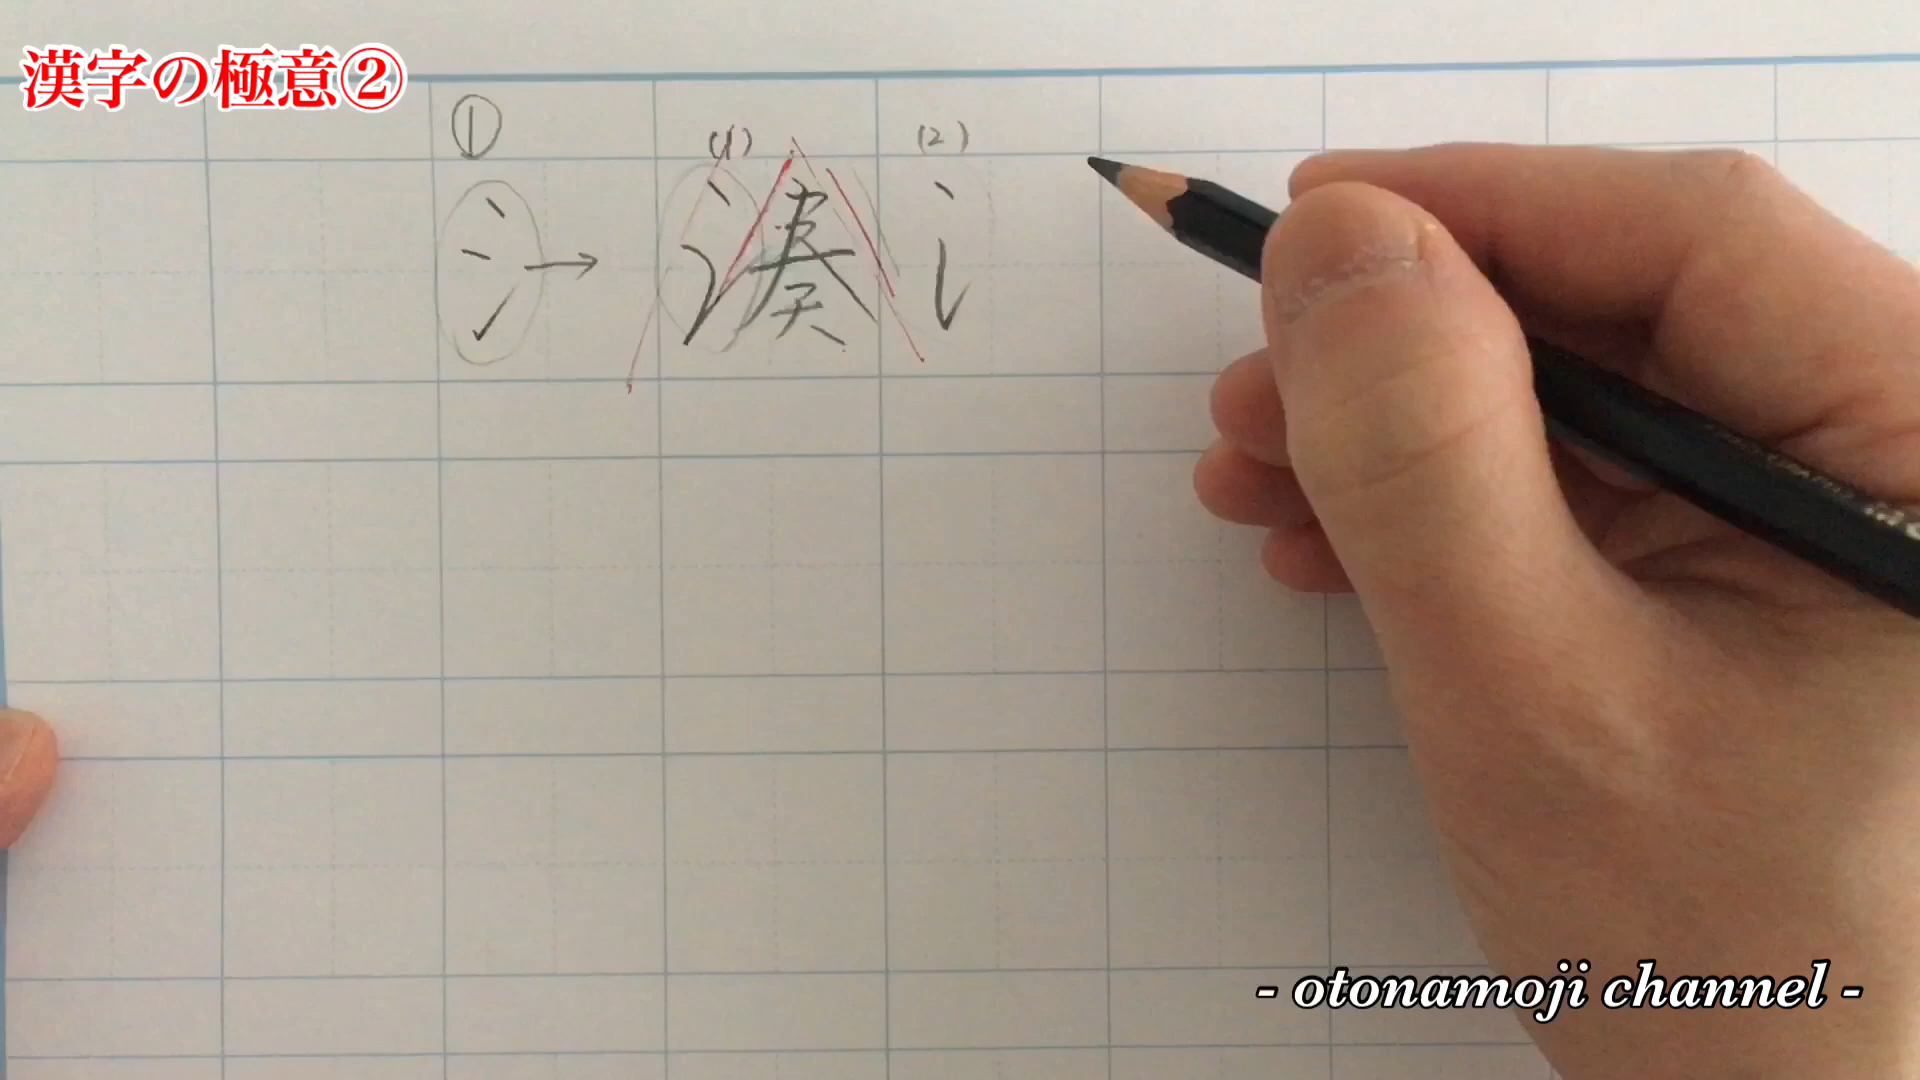 漢字の極意②
①
(1)
(2)
氵→
湊
- otonamoji channel -